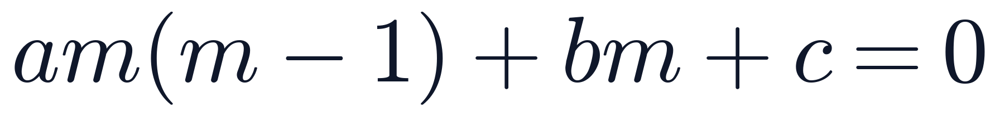 am(m − 1) + bm + c = 0